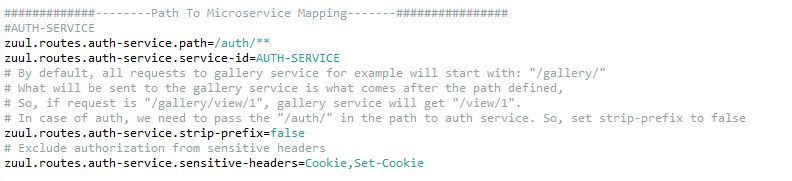 #############--------Path To Microservice Mapping-------################
#AUTH-SERVICE
zuul.routes.auth-service.path=/auth/**
zuul.routes.auth-service.service-id=AUTH-SERVICE
# By default, all requests to gallery service for example will start with: "/gallery/"
# What will be sent to the gallery service is what comes after the path defined,
# So, if request is "/gallery/view/1", gallery service will get "/view/1".
# In case of auth, we need to pass the "/auth/" in the path to auth service. So, set strip-prefix to false
zuul.routes.auth-service.strip-prefix=false
# Exclude authorization from sensitive headers
zuul.routes.auth-service.sensitive-headers=Cookie,Set-Cookie